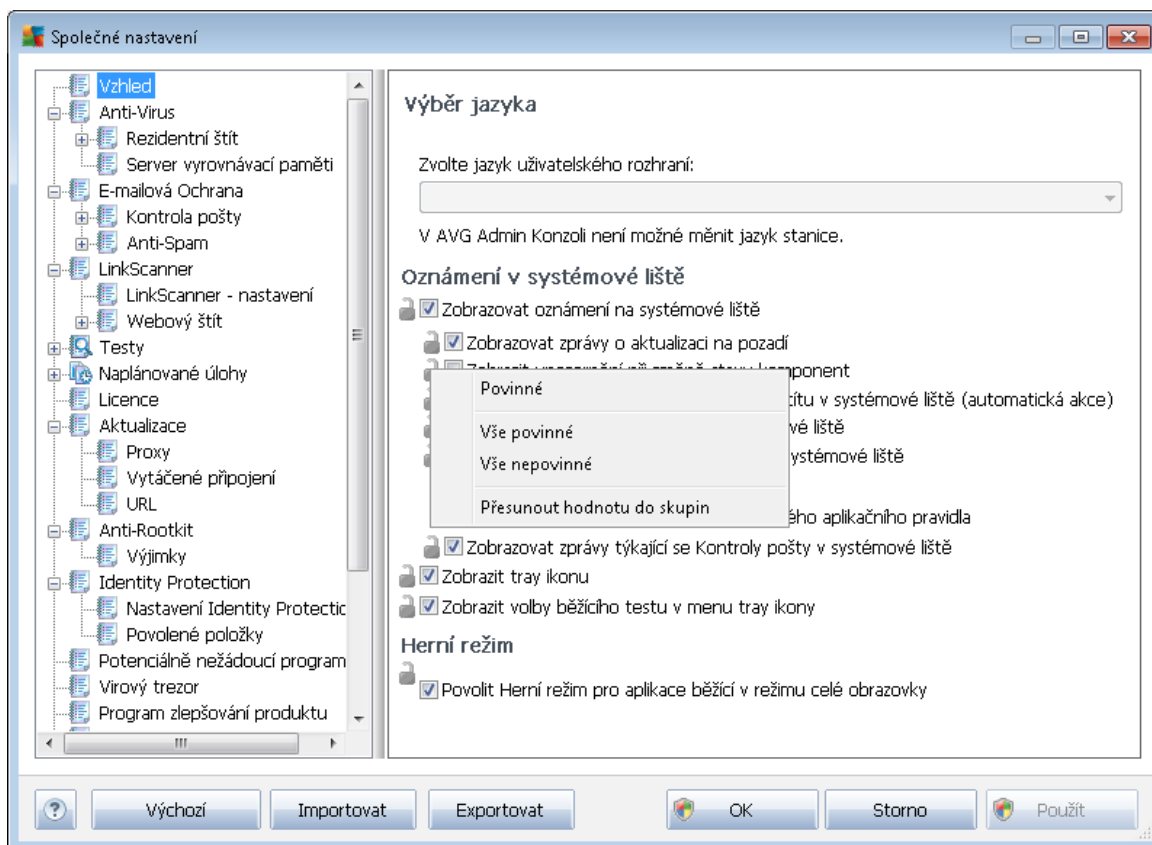 Společné nastavení
Vzhled
Anti-Virus
Rezidentní štít
Server vyrovnávací paměti
E-mailová Ochrana
Kontrola pošty
Anti-Spam
LinkScanner
LinkScanner - nastavení
Webový štít
Testy
Naplánované úlohy
Licence
Aktualizace
Proxy
Vytáčené připojení
URL
Anti-Rootkit
Výjimky
Identity Protection
Nastavení Identity Protectic
Povolené položky
Potenciálně nežádoucí program
Virový trezor
Program zlepšování produktu
Výběr jazyka
Zvolte jazyk uživatelského rozhraní:
V AVG Admin Konzoli není možné měnit jazyk stanice.
Oznámení v systémové liště
Zobrazovat oznámení na systémové liště
Zobrazovat zprávy o aktualizaci na pozadí
komponent
cítu v systémové liště (automatická akce)
vé liště
ystémové liště
ého aplikačního pravidla
Povinné
Vše povinné
Vše nepovinné
Přesunout hodnotu do skupin
Zobrazovat zprávy týkající se Kontroly pošty v systémové liště
Zobrazit tray ikonu
Zobrazit volby běžícího testu v menu tray ikony
Herní režim
Povolit Herní režim pro aplikace běžící v režimu celé obrazovky
?
Výchozí
Importovat
Exportovat
OK
Storno
Použít